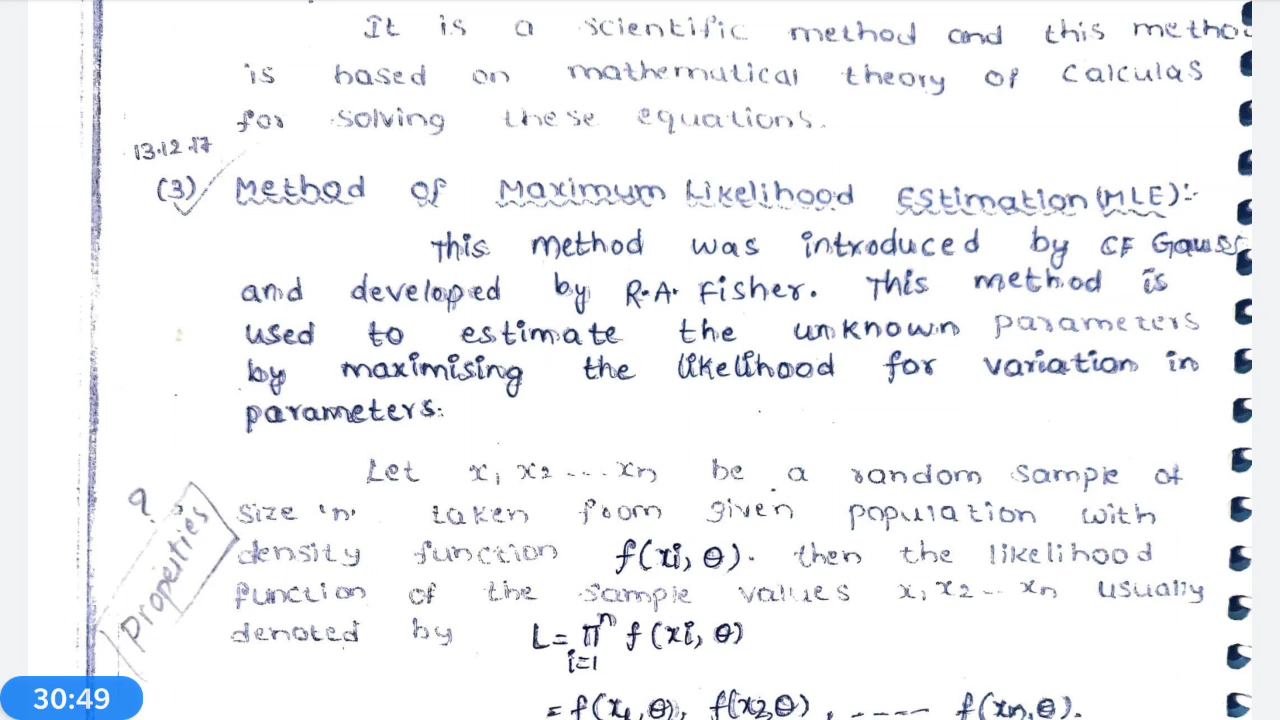 It is a scientific method and this metho
is based on mathematical theory of calculas
for solving these equations.
13.12.17
(3) Method of Maximum Likelihood Estimation (MLE):-
This method was introduced by CF Gauss
and developed by R.A. Fisher. This method is
used to estimate the unknown parameters
by maximising the likelihood for variation in
parameters.
Let x1 x2 --- xn be a random sample of
size 'n' taken from given population with
density function f(xi, θ). then the likelihood
function of the sample values x1 x2 -- xn usually
denoted by L = π^n f(xi, θ)
i=1
= f(x1, θ), f(x2, θ), ---- f(xn, θ).
?
Properties
30:49